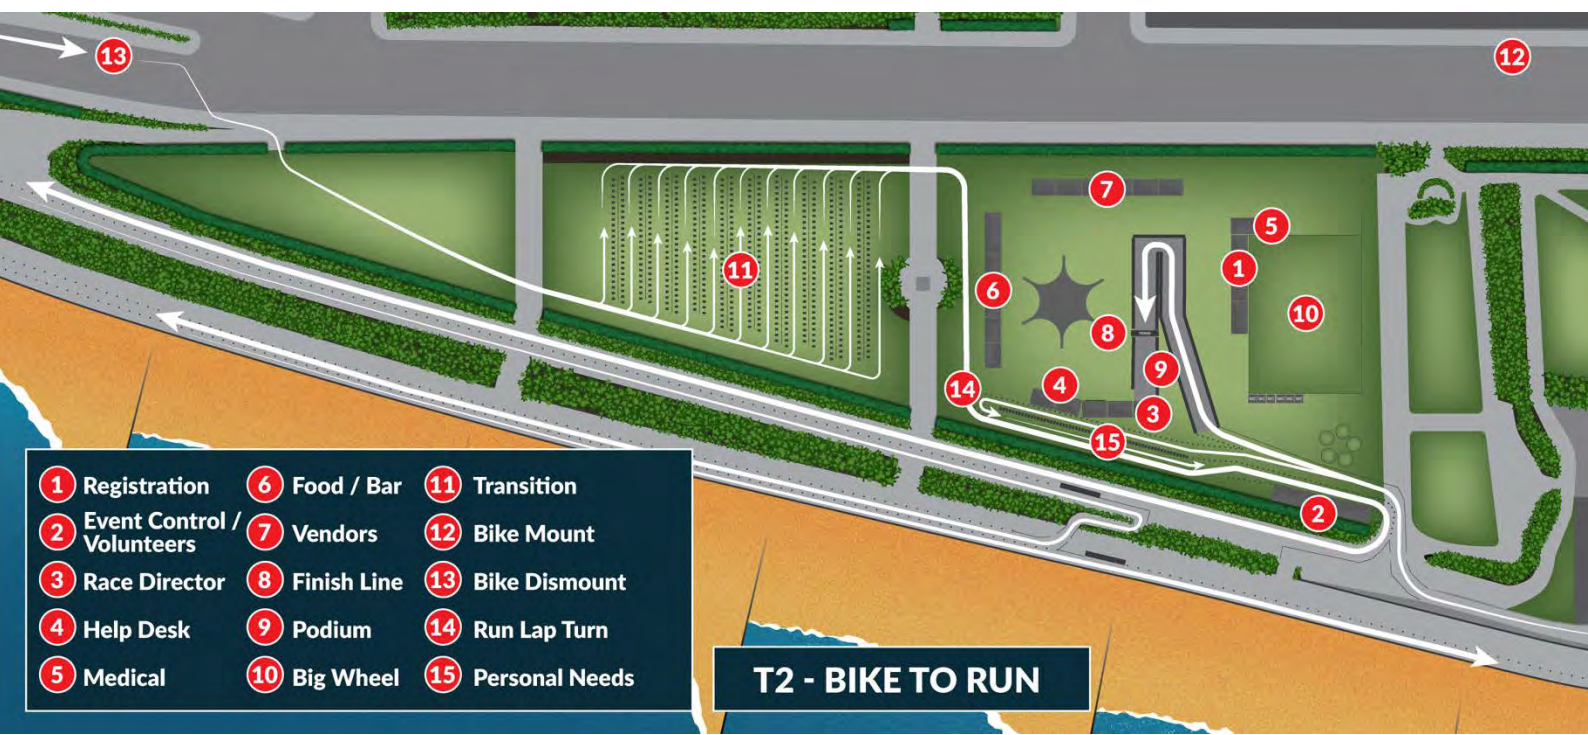 13
12
7
5
1
11
6
10
8
9
4
14
3
15
2
1 Registration
2 Event Control /
Volunteers
3 Race Director
4 Help Desk
5 Medical
6 Food / Bar
7 Vendors
8 Finish Line
9 Podium
10 Big Wheel
11 Transition
12 Bike Mount
13 Bike Dismount
14 Run Lap Turn
15 Personal Needs
T2 - BIKE TO RUN